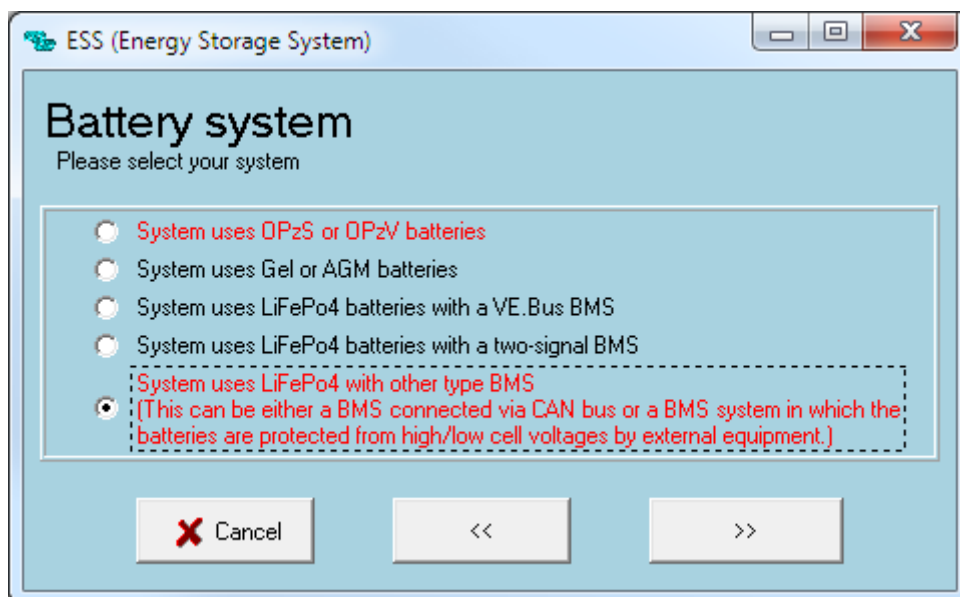 ESS (Energy Storage System)
Battery system
Please select your system
System uses OPzS or OPzV batteries
System uses Gel or AGM batteries
System uses LiFePo4 batteries with a VE.Bus BMS
System uses LiFePo4 batteries with a two-signal BMS
System uses LiFePo4 with other type BMS
(This can be either a BMS connected via CAN bus or a BMS system in which the
batteries are protected from high/low cell voltages by external equipment.)
Cancel
<<
>>